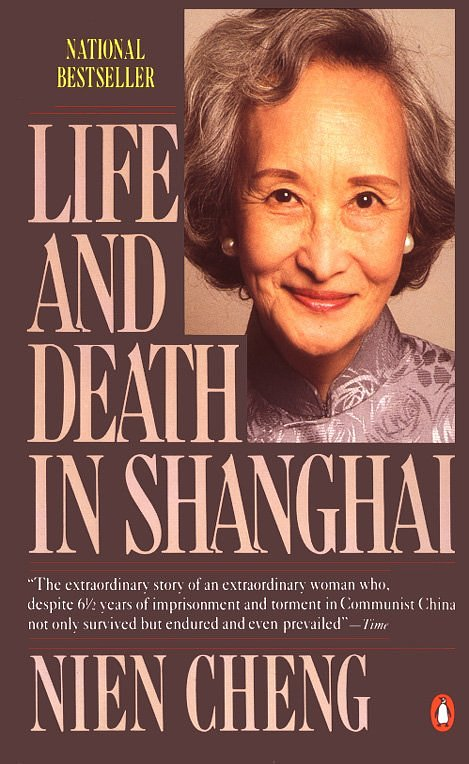 NATIONAL
BESTSELLER
LIFE
AND
DEATH
IN SHANGHAI
“The extraordinary story of an extraordinary woman who,
despite 6½ years of imprisonment and torment in Communist China
not only survived but endured and even prevailed”—Time
NIEN CHENG